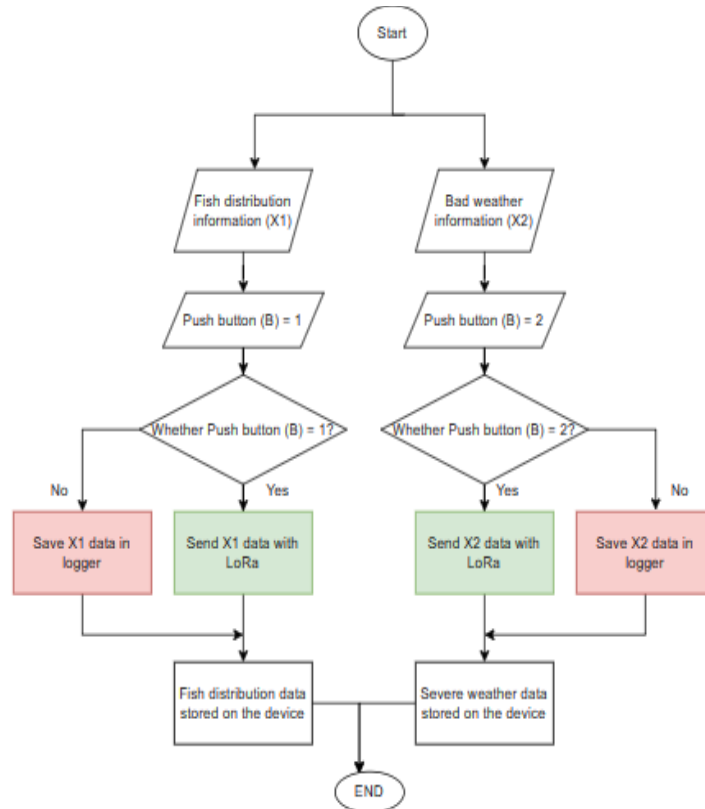 Start
Fish distribution
information (X1)
Bad weather
information (X2)
Push button (B) = 1
Push button (B) = 2
Whether Push button (B) = 1?
Whether Push button (B) = 2?
No
Yes
Yes
No
Save X1 data in
logger
Send X1 data with
LoRa
Send X2 data with
LoRa
Save X2 data in
logger
Fish distribution data
stored on the device
Severe weather data
stored on the device
END